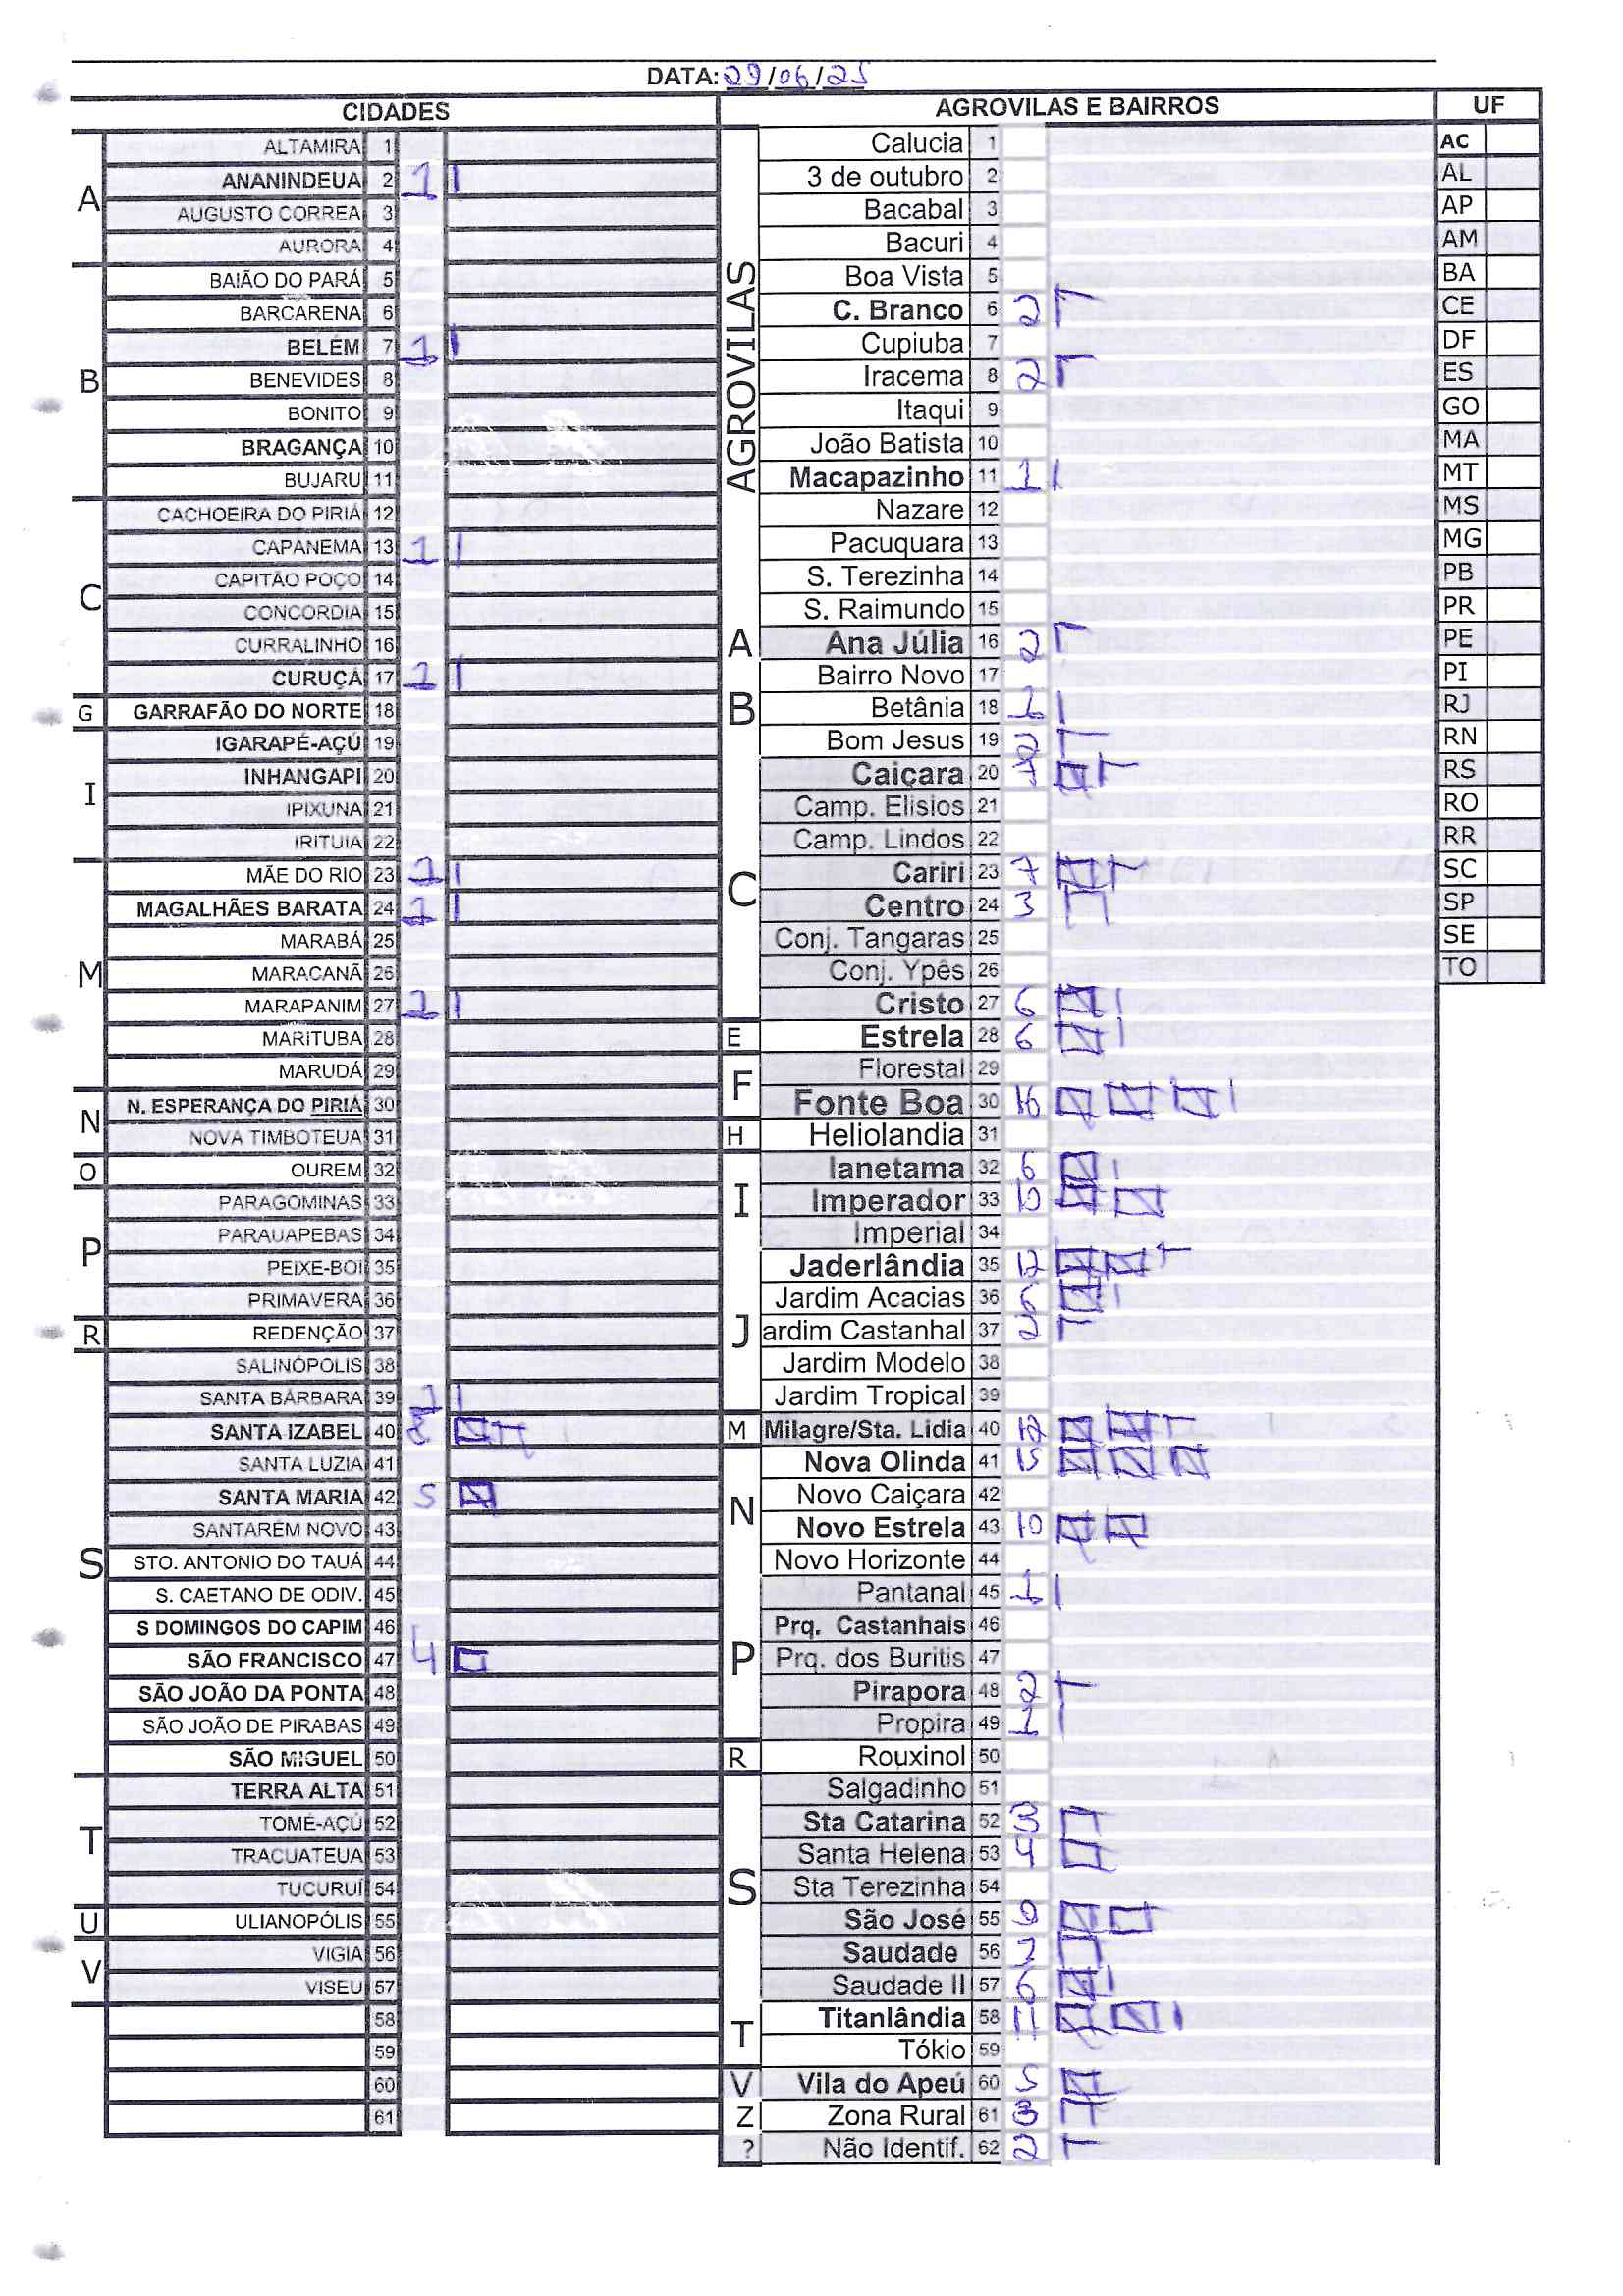 DATA: 29/06/25
CIDADES
A
ALTAMIRA 1
ANANINDEUA 2 1
AUGUSTO CORREA 3
AURORA 4
B
BAIÃO DO PARÁ 5
BARCARENA 6
BELÉM 7 1
BENEVIDES 8
BONITO 9
BRAGANÇA 10
BUJARU 11
C
CACHOEIRA DO PIRIÁ 12
CAPANEMA 13 1
CAPITÃO POÇO 14
CONCORDIA 15
CURRALINHO 16
CURUÇÁ 17 1
G
GARRAFÃO DO NORTE 18
I
IGARAPÉ-AÇÚ 19
INHANGAPI 20
IPIXUNA 21
IRITUIA 22
M
MÃE DO RIO 23 1
MAGALHÃES BARATA 24 1
MARABÁ 25
MARACANÃ 26
MARAPANIM 27 1
MARITUBA 28
MARUDÁ 29
N
N. ESPERANÇA DO PIRIÁ 30
NOVA TIMBOTEUA 31
O
OUREM 32
P
PARAGOMINAS 33
PARAUAPEBAS 34
PEIXE-BOI 35
PRIMAVERA 36
R
REDENÇÃO 37
S
SALINÓPOLIS 38
SANTA BÁRBARA 39 1
SANTA IZABEL 40 8
SANTA LUZIA 41
SANTA MARIA 42 5
SANTARÉM NOVO 43
STO. ANTONIO DO TAUÁ 44
S. CAETANO DE ODIV. 45
S DOMINGOS DO CAPIM 46
SÃO FRANCISCO 47 4
SÃO JOÃO DA PONTA 48
SÃO JOÃO DE PIRABAS 49
SÃO MIGUEL 50
T
TERRA ALTA 51
TOMÉ-AÇÚ 52
TRACUATEUA 53
TUCURUÍ 54
U
ULIANOPÓLIS 55
V
VIGIA 56
VISEU 57
58
59
60
61
AGROVILAS E BAIRROS
AGROVILAS
Calucia 1
3 de outubro 2
Bacabal 3
Bacuri 4
Boa Vista 5
C. Branco 6 2
Cupiuba 7
Iracema 8 2
Itaqui 9
João Batista 10
Macapazinho 11 1
Nazare 12
Pacuquara 13
S. Terezinha 14
S. Raimundo 15
A
Ana Júlia 16 2
B
Bairro Novo 17
Betânia 18 1
Bom Jesus 19 2
C
Caiçara 20 7
Camp. Elisios 21
Camp. Lindos 22
Cariri 23 7
Centro 24 3
Conj. Tangaras 25
Conj. Ypês 26
Cristo 27 6
E
Estrela 28 6
F
Florestal 29
Fonte Boa 30 16
H
Heliolandia 31
I
Ianetama 32 6
Imperador 33 10
Imperial 34
J
Jaderlândia 35 12
Jardim Acacias 36 6
ardim Castanhal 37 2
Jardim Modelo 38
Jardim Tropical 39
M
Milagre/Sta. Lidia 40 12
N
Nova Olinda 41 15
Novo Caiçara 42
Novo Estrela 43 10
Novo Horizonte 44
P
Pantanal 45 1
Prq. Castanhais 46
Prq. dos Buritis 47
Pirapora 48 2
Propira 49 1
R
Rouxinol 50
S
Salgadinho 51
Sta Catarina 52 3
Santa Helena 53 4
Sta Terezinha 54
São José 55 9
Saudade 56 3
Saudade II 57 6
T
Titanlândia 58 11
Tókio 59
V
Vila do Apeú 60 5
Z
Zona Rural 61 3
?
Não Identif. 62 2
UF
AC
AL
AP
AM
BA
CE
DF
ES
GO
MA
MT
MS
MG
PB
PR
PE
PI
RJ
RN
RS
RO
RR
SC
SP
SE
TO